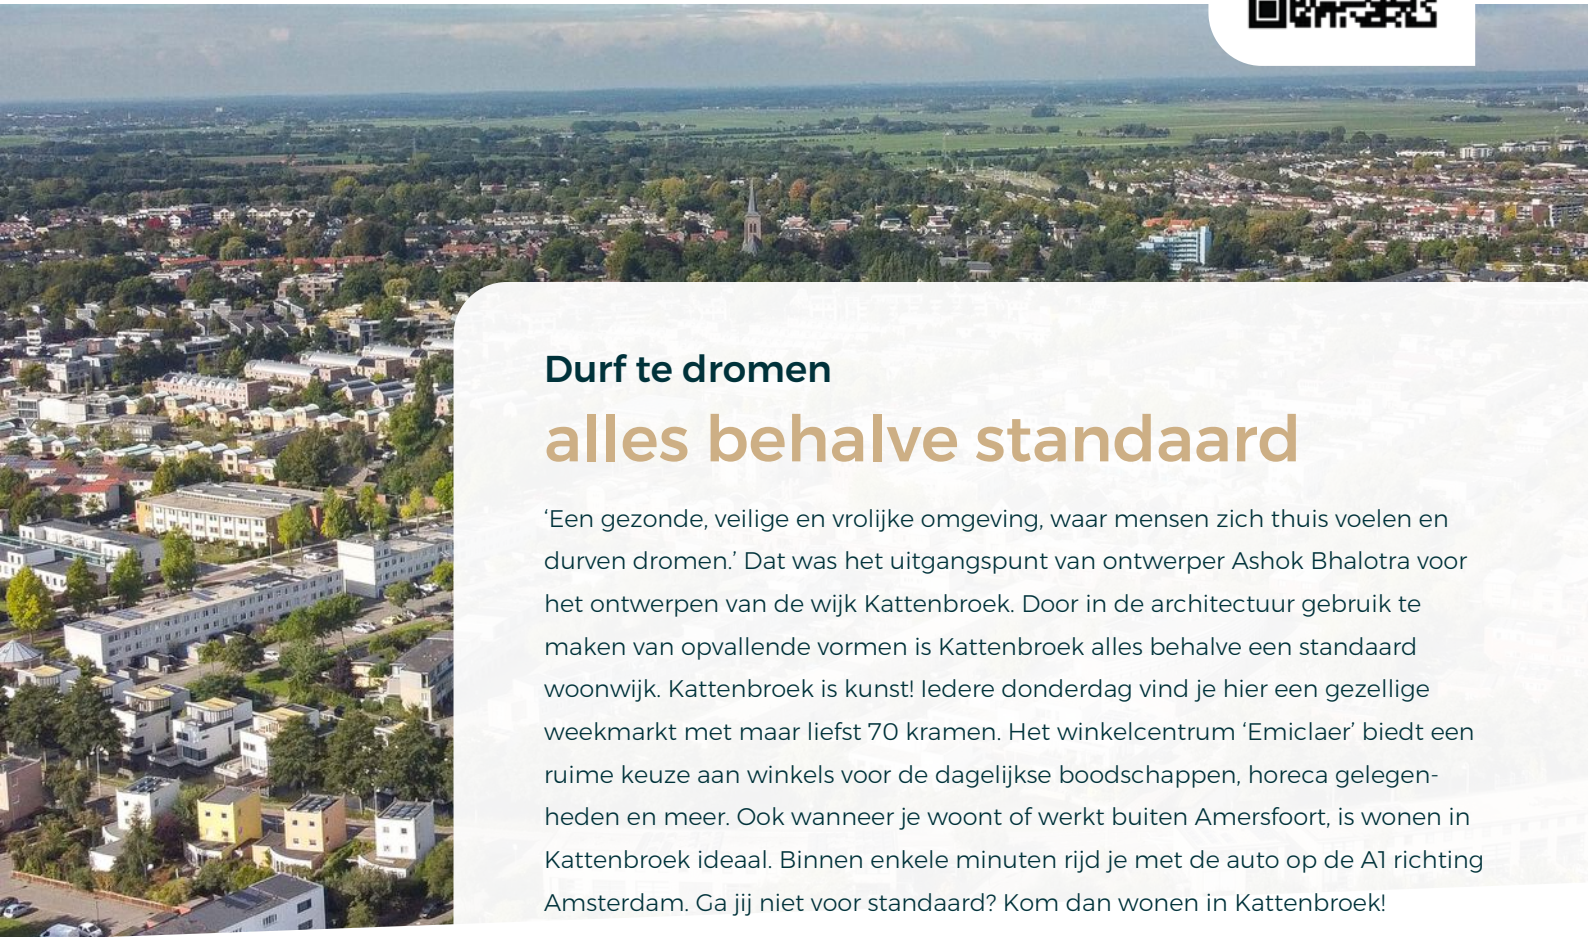 Durf te dromen
alles behalve standaard
‘Een gezonde, veilige en vrolijke omgeving, waar mensen zich thuis voelen en
durven dromen.’ Dat was het uitgangspunt van ontwerper Ashok Bhalotra voor
het ontwerpen van de wijk Kattenbroek. Door in de architectuur gebruik te
maken van opvallende vormen is Kattenbroek alles behalve een standaard
woonwijk. Kattenbroek is kunst! Iedere donderdag vind je hier een gezellige
weekmarkt met maar liefst 70 kramen. Het winkelcentrum ‘Emiclaer’ biedt een
ruime keuze aan winkels voor de dagelijkse boodschappen, horeca gelegen-
heden en meer. Ook wanneer je woont of werkt buiten Amersfoort, is wonen in
Kattenbroek ideaal. Binnen enkele minuten rijd je met de auto op de A1 richting
Amsterdam. Ga jij niet voor standaard? Kom dan wonen in Kattenbroek!